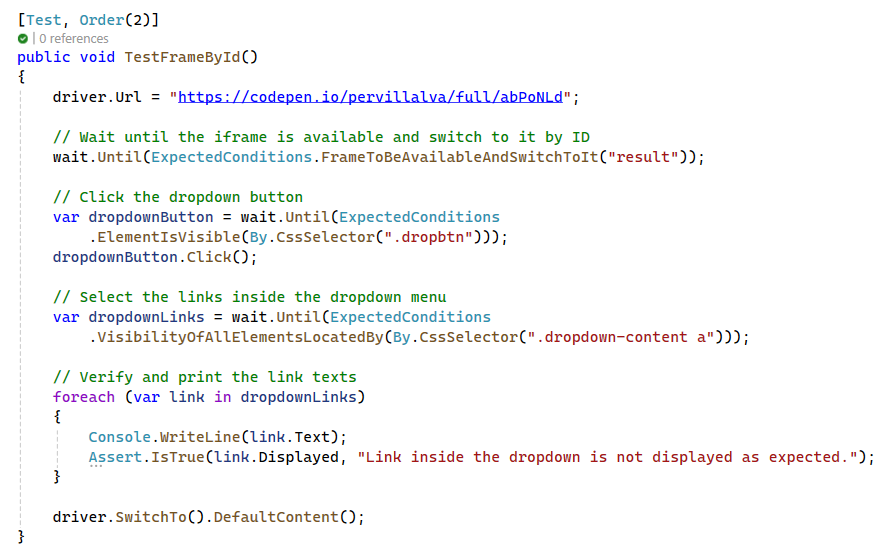 [Test, Order(2)]
| 0 references
public void TestFrameById()
{
driver.Url = "https://codepen.io/pervillalva/full/abPoNLd";
// Wait until the iframe is available and switch to it by ID
wait.Until(ExpectedConditions.FrameToBeAvailableAndSwitchToIt("result"));
// Click the dropdown button
var dropdownButton = wait.Until(ExpectedConditions
.ElementIsVisible(By.CssSelector(".dropbtn")));
dropdownButton.Click();
// Select the links inside the dropdown menu
var dropdownLinks = wait.Until(ExpectedConditions
.VisibilityOfAllElementsLocatedBy(By.CssSelector(".dropdown-content a")));
// Verify and print the link texts
foreach (var link in dropdownLinks)
{
Console.WriteLine(link.Text);
Assert.IsTrue(link.Displayed, "Link inside the dropdown is not displayed as expected.");
}
driver.SwitchTo().DefaultContent();
}